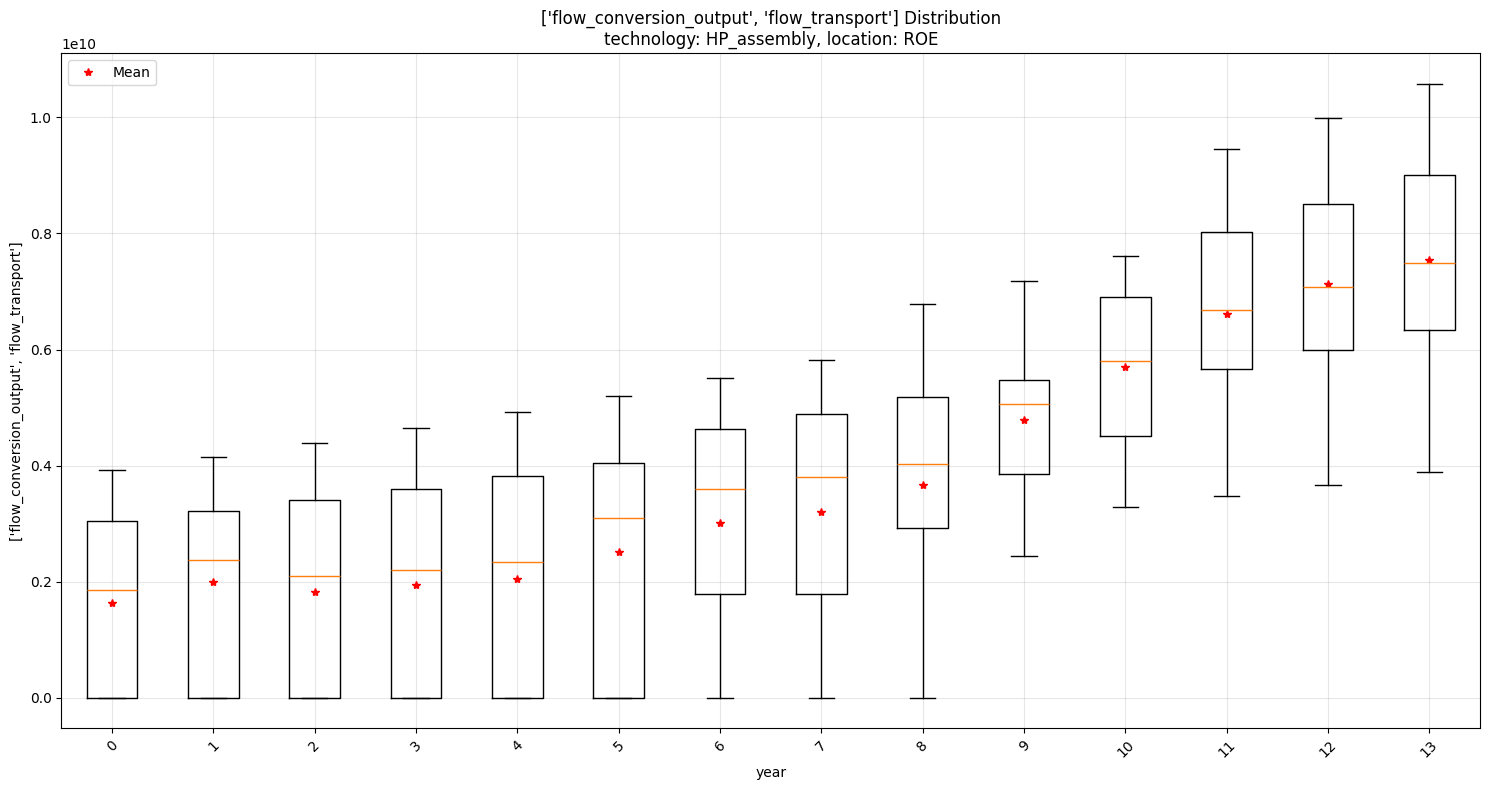 ['flow_conversion_output', 'flow_transport'] Distribution
technology: HP_assembly, location: ROE
1e10
Mean
['flow_conversion_output', 'flow_transport']
1.0
0.8
0.6
0.4
0.2
0.0
0 1 2 3 4 5 6 7 8 9 10 11 12 13
year